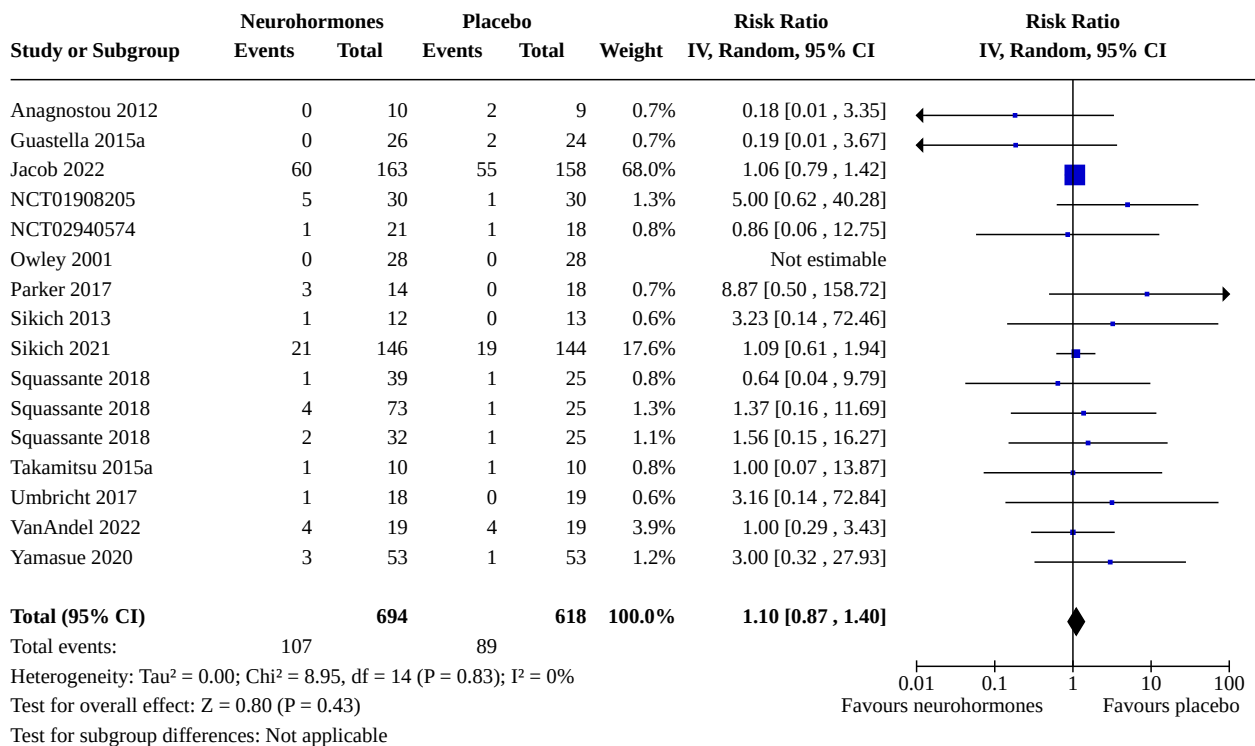 Neurohormones Placebo Risk Ratio Risk Ratio
Study or Subgroup Events Total Events Total Weight IV, Random, 95% CI IV, Random, 95% CI
Anagnostou 2012 0 10 2 9 0.7% 0.18 [0.01 , 3.35]
Guastella 2015a 0 26 2 24 0.7% 0.19 [0.01 , 3.67]
Jacob 2022 60 163 55 158 68.0% 1.06 [0.79 , 1.42]
NCT01908205 5 30 1 30 1.3% 5.00 [0.62 , 40.28]
NCT02940574 1 21 1 18 0.8% 0.86 [0.06 , 12.75]
Owley 2001 0 28 0 28 Not estimable
Parker 2017 3 14 0 18 0.7% 8.87 [0.50 , 158.72]
Sikich 2013 1 12 0 13 0.6% 3.23 [0.14 , 72.46]
Sikich 2021 21 146 19 144 17.6% 1.09 [0.61 , 1.94]
Squassante 2018 1 39 1 25 0.8% 0.64 [0.04 , 9.79]
Squassante 2018 4 73 1 25 1.3% 1.37 [0.16 , 11.69]
Squassante 2018 2 32 1 25 1.1% 1.56 [0.15 , 16.27]
Takamitsu 2015a 1 10 1 10 0.8% 1.00 [0.07 , 13.87]
Umbricht 2017 1 18 0 19 0.6% 3.16 [0.14 , 72.84]
VanAndel 2022 4 19 4 19 3.9% 1.00 [0.29 , 3.43]
Yamasue 2020 3 53 1 53 1.2% 3.00 [0.32 , 27.93]
Total (95% CI) 694 618 100.0% 1.10 [0.87 , 1.40]
Total events: 107 89
Heterogeneity: Tau² = 0.00; Chi² = 8.95, df = 14 (P = 0.83); I² = 0%
Test for overall effect: Z = 0.80 (P = 0.43)
Test for subgroup differences: Not applicable
0.01 0.1 1 10 100
Favours neurohormones Favours placebo